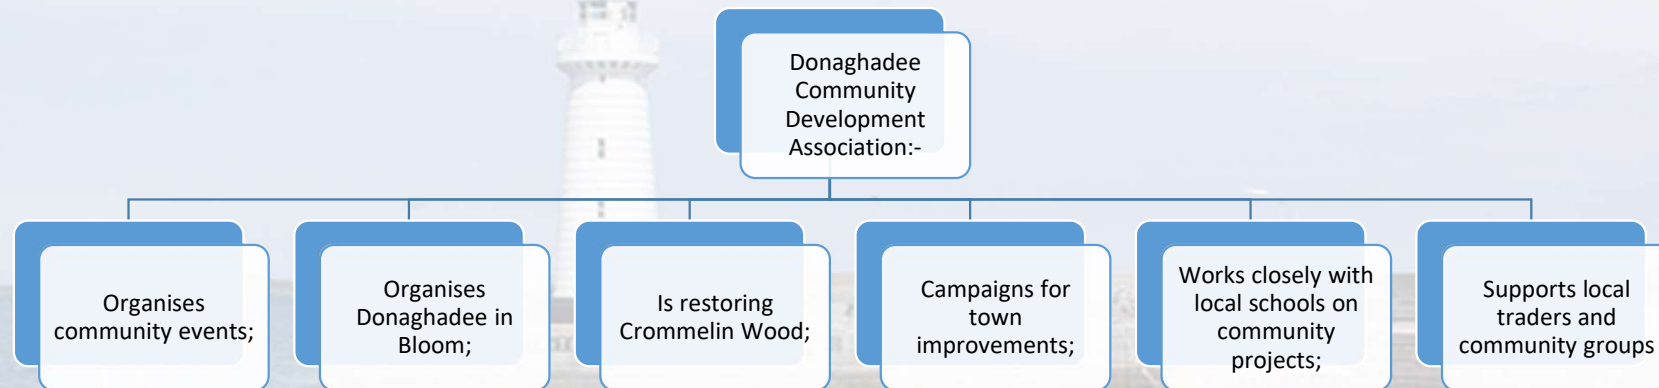 Donaghadee
Community
Development
Association:-
Organises
community events;
Organises
Donaghadee in
Bloom;
Is restoring
Crommelin Wood;
Campaigns for
town
improvements;
Works closely with
local schools on
community
projects;
Supports local
traders and
community groups